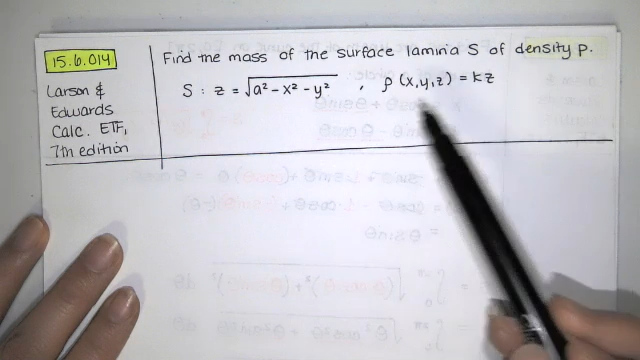 15.6.014
Larson &
Edwards
Calc. ETF,
7th edition
Find the mass of the surface lamina S of density ρ.
S : z = √(a² - x² - y²) , ρ(x,y,z) = kz